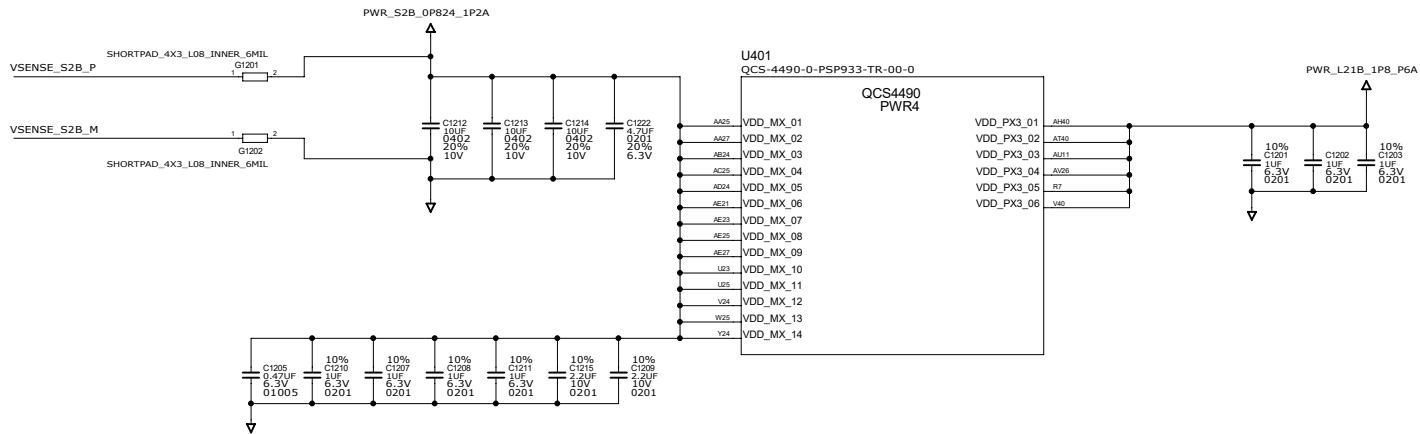 PWR_S2B_0P824_1P2A
SHORTPAD_4X3_L08_INNER_6MIL
G1201
VSENSE_S2B_P
1 2
VSENSE_S2B_M
1 2
G1202
SHORTPAD_4X3_L08_INNER_6MIL
C1212
10UF
0402
20%
10V
C1213
10UF
0402
20%
10V
C1214
10UF
0402
20%
10V
C1222
4.7UF
0201
20%
6.3V
U401
QCS-4490-0-PSP933-TR-00-0
QCS4490
PWR4
AA25 VDD_MX_01
AA27 VDD_MX_02
AB24 VDD_MX_03
AC25 VDD_MX_04
AD24 VDD_MX_05
AE21 VDD_MX_06
AE23 VDD_MX_07
AE25 VDD_MX_08
AE27 VDD_MX_09
U23 VDD_MX_10
U25 VDD_MX_11
V24 VDD_MX_12
W25 VDD_MX_13
Y24 VDD_MX_14
VDD_PX3_01 AH40
VDD_PX3_02 AT40
VDD_PX3_03 AU11
VDD_PX3_04 AV26
VDD_PX3_05 R7
VDD_PX3_06 V40
PWR_L21B_1P8_P6A
10%
C1201
1UF
6.3V
0201
C1202
1UF
6.3V
0201
10%
C1203
1UF
6.3V
0201
C1205
0.47UF
6.3V
01005
10%
C1210
1UF
6.3V
0201
10%
C1207
1UF
6.3V
0201
10%
C1208
1UF
6.3V
0201
10%
C1211
1UF
6.3V
0201
10%
C1215
2.2UF
10V
0201
10%
C1209
2.2UF
10V
0201